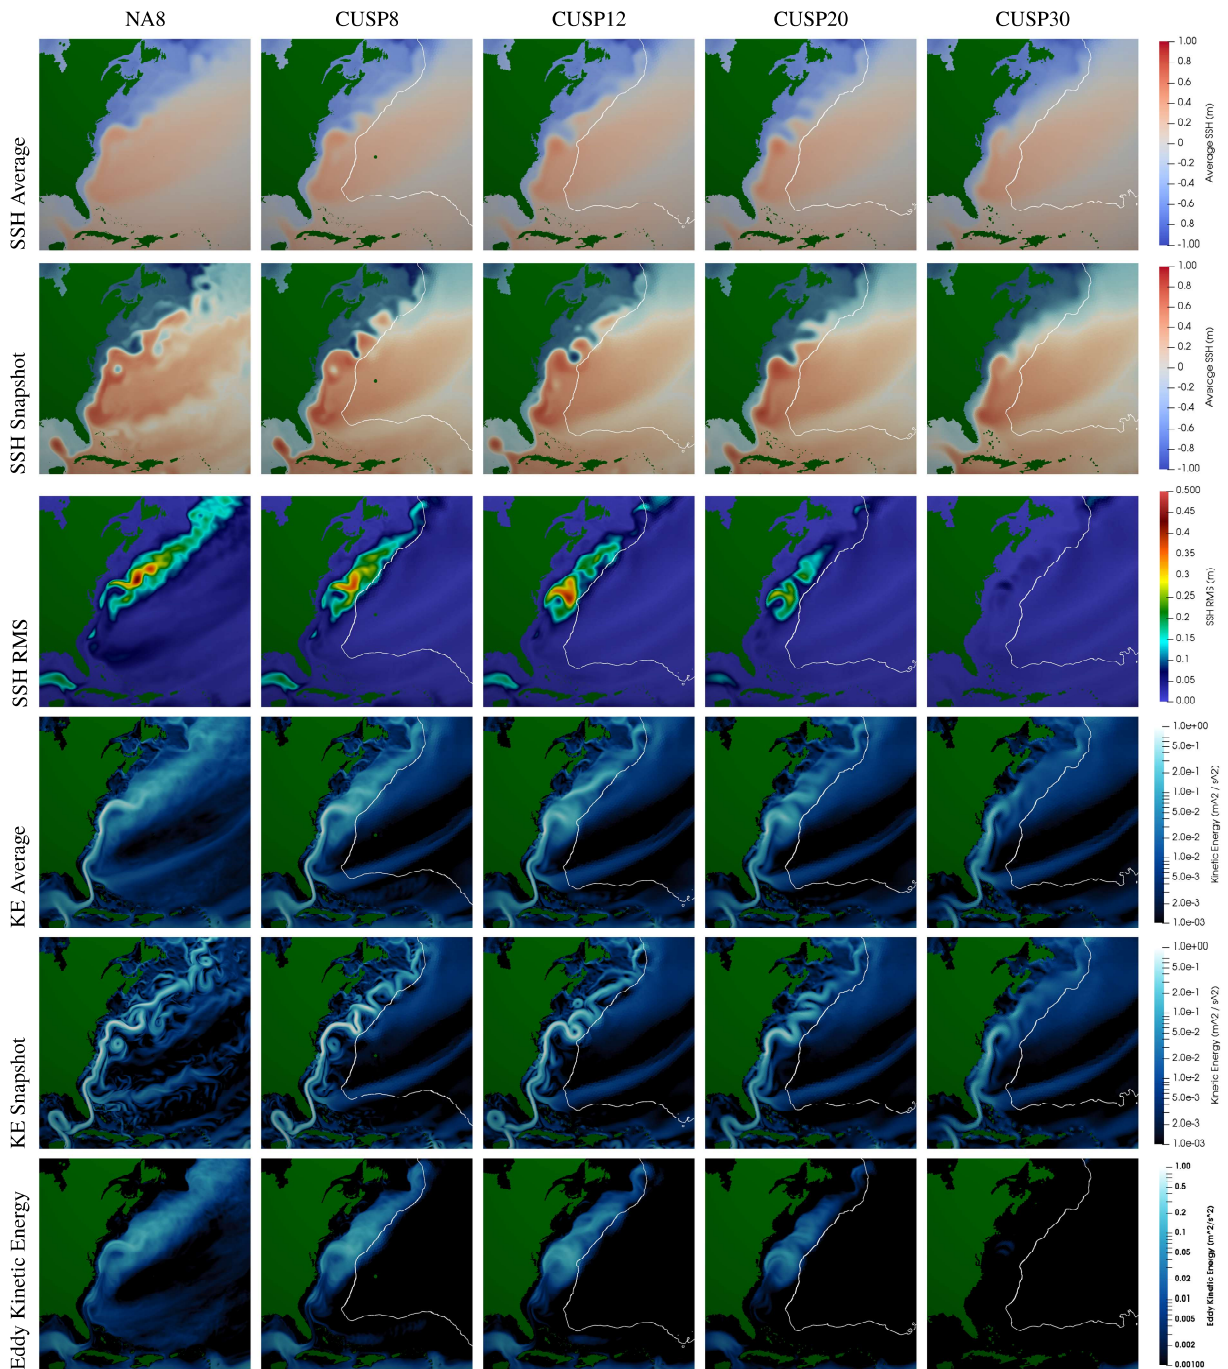 NA8 CUSP8 CUSP12 CUSP20 CUSP30
SSH Average
1.00
0.8
0.6
0.4
0.2
0
-0.2
-0.4
-0.6
0.8
-1.00
Average SSH (m)
SSH Snapshot
1.00
0.8
0.6
0.4
0.2
0
-0.2
-0.4
-0.6
-0.8
-1.00
Average SSH (m)
SSH RMS
0.500
0.45
0.40
0.35
0.30
0.25
0.20
0.15
0.10
0.05
0.00
SSH RMS (m)
KE Average
1.0e+00
5.0e-1
2.0e-1
1.0e-1
5.0e-2
2.0e-2
1.0e-2
5.0e-3
2.0e-3
1.0e-03
Kinetic Energy (m^2 / s^2)
KE Snapshot
1.0e+00
5.0e-1
2.0e-1
1.0e-1
5.0e-2
2.0e-2
1.0e-2
5.0e-3
2.0e-3
1.0e-03
Kinetic Energy (m^2 / s^2)
Eddy Kinetic Energy
1.00
0.5
0.2
0.1
0.05
0.02
0.01
0.005
0.002
0.00100
Eddy Kinetic Energy (m^2/s^2)